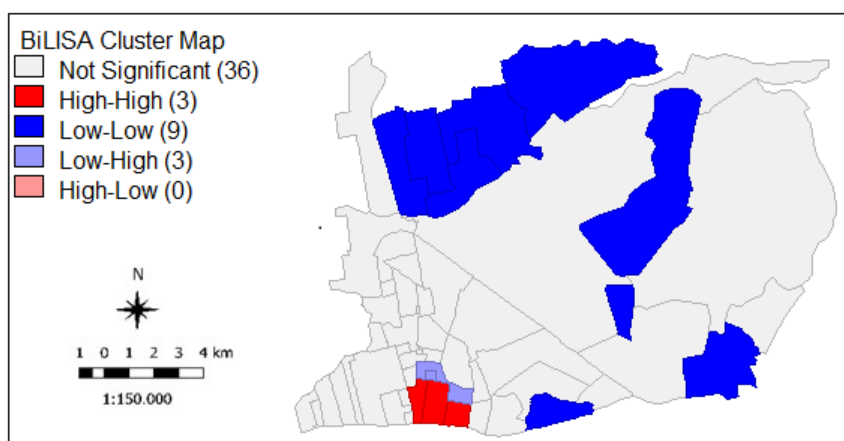 BiLISA Cluster Map
Not Significant (36)
High-High (3)
Low-Low (9)
Low-High (3)
High-Low (0)
N
1 0 1 2 3 4 km
1:150.000